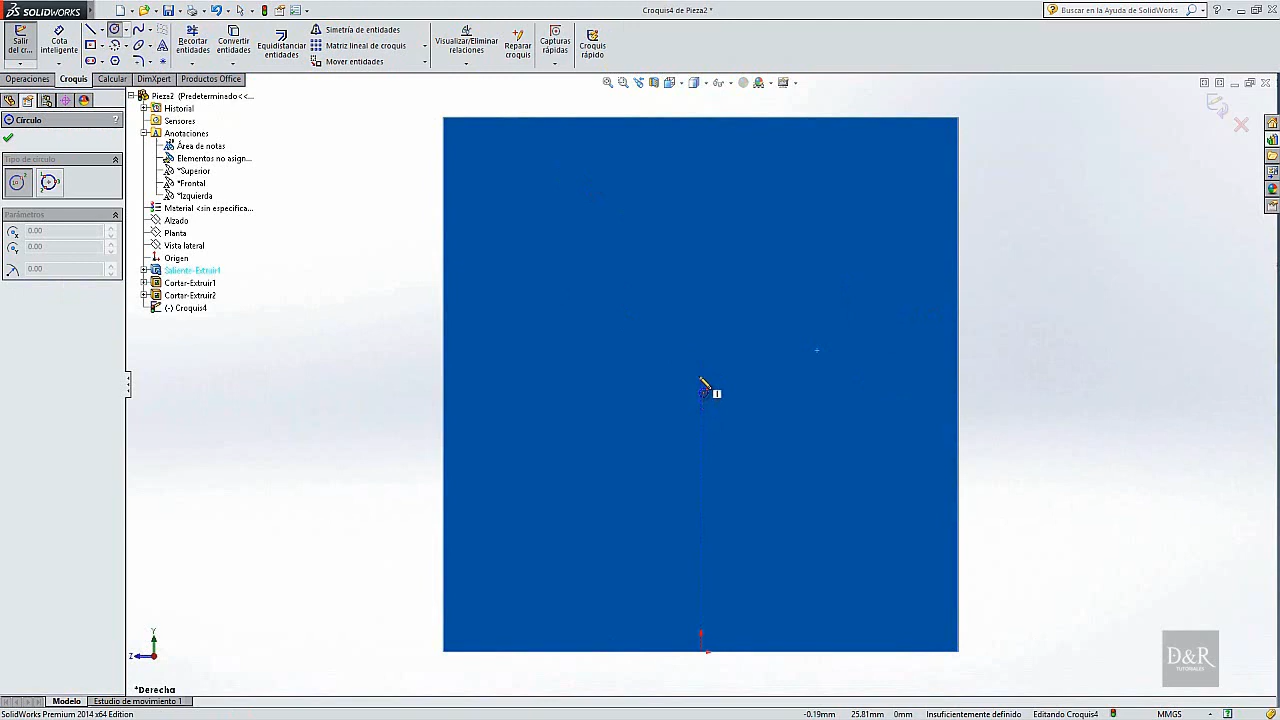 SOLIDWORKS
Croquis4 de Pieza2 *
Buscar en la Ayuda de SolidWorks
Salir del cr...
Cota inteligente
Recortar entidades
Convertir entidades
Equidistanciar entidades
Simetría de entidades
Matriz lineal de croquis
Mover entidades
Visualizar/Eliminar relaciones
Reparar croquis
Capturas rápidas
Croquis rápido
Operaciones
Croquis
Calcular
DimXpert
Productos Office
Círculo
?
Tipo de círculo
Parámetros
0.00
0.00
0.00
Pieza2 (Predeterminado<<...
Historial
Sensores
Anotaciones
Área de notas
Elementos no asign...
*Superior
*Frontal
*Izquierda
Material <sin especifica...
Alzado
Planta
Vista lateral
Origen
Saliente-Extruir1
Cortar-Extruir1
Cortar-Extruir2
(-) Croquis4
Y
Z
*Derecha
D&R
TUTORIALES
Modelo
Estudio de movimiento 1
SolidWorks Premium 2014 x64 Edition
-0.19mm
25.81mm
0mm
Insuficientemente definido
Editando Croquis4
MMGS